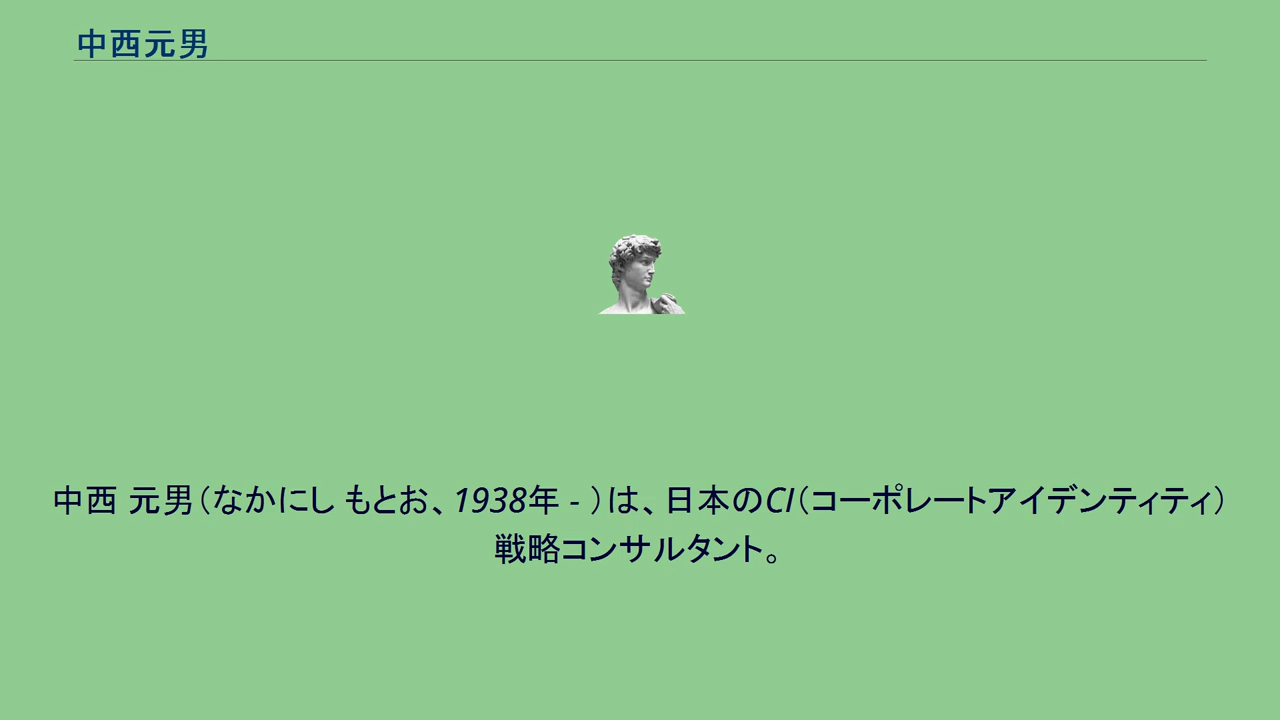 中西元男
中西 元男（なかにし もとお、1938年 - ）は、日本のCI（コーポレートアイデンティティ）
戦略コンサルタント。